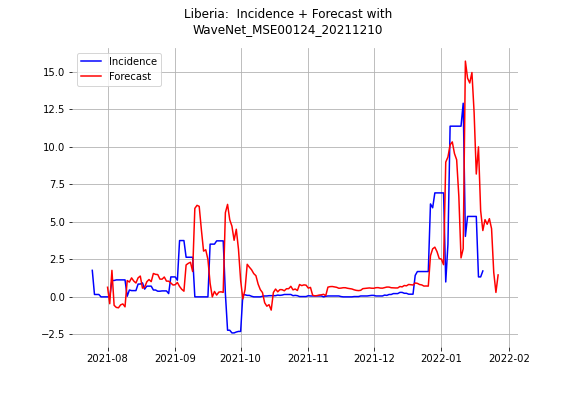 Liberia:  Incidence + Forecast with
WaveNet_MSE00124_20211210
Incidence
Forecast
15.0
12.5
10.0
7.5
5.0
2.5
0.0
−2.5
2021-08 2021-09 2021-10 2021-11 2021-12 2022-01 2022-02